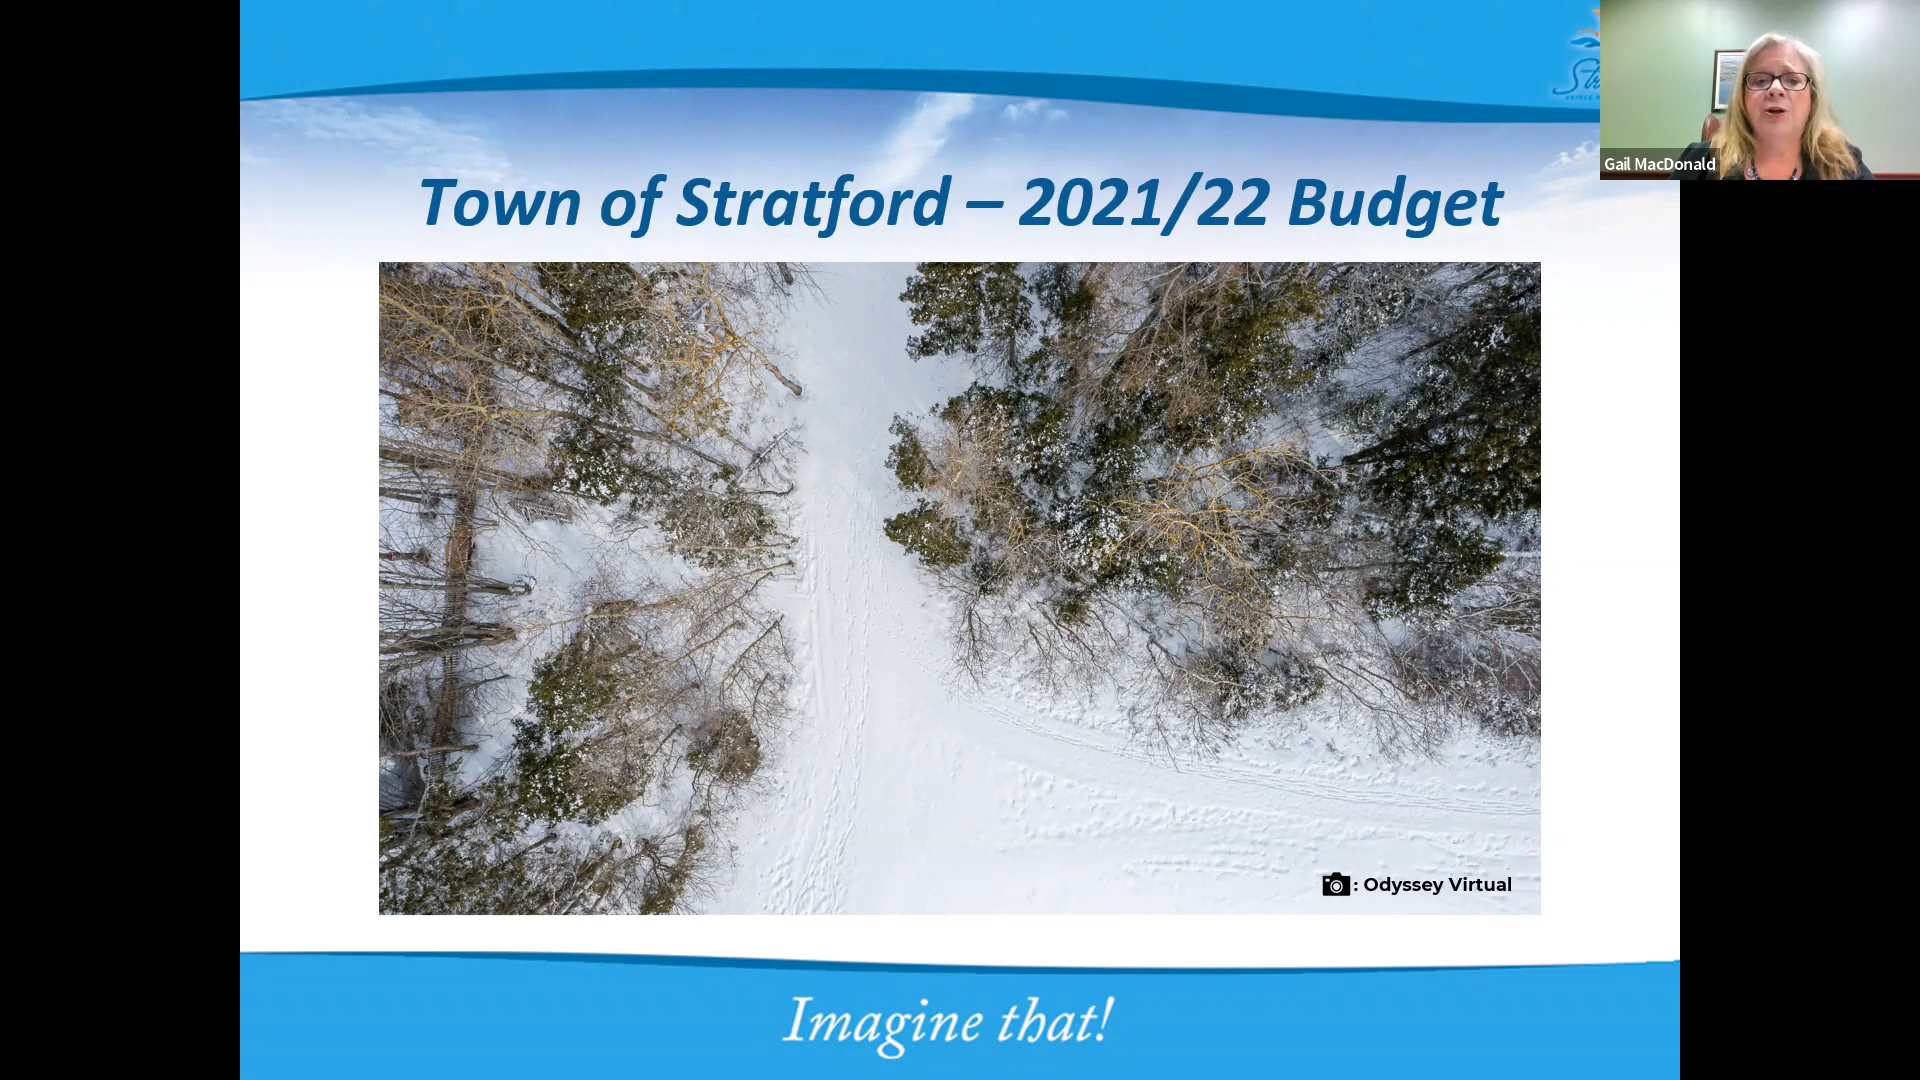 Town of Stratford – 2021/22 Budget
Gail MacDonald
: Odyssey Virtual
Imagine that!